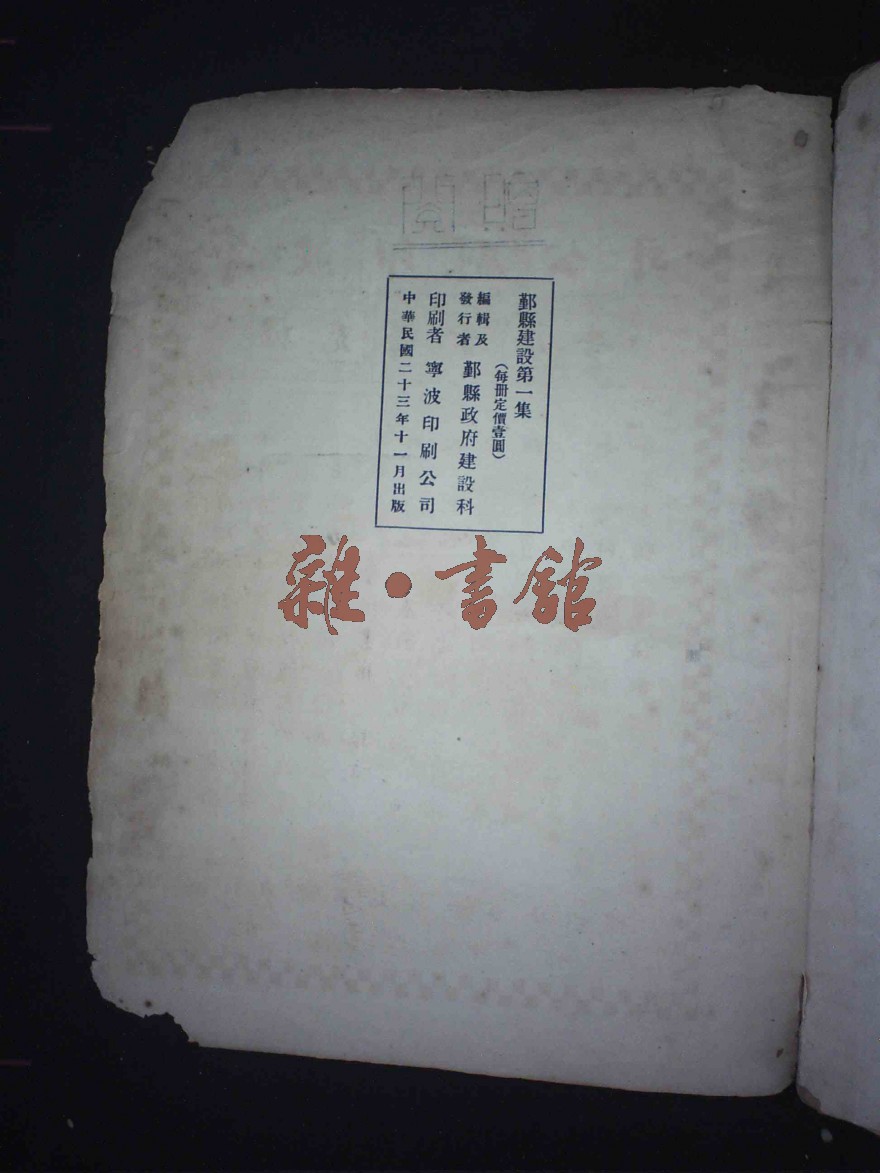 鄞縣建設第一集
（每冊定價壹圓）
編輯及
發行者
鄞縣政府建設科
印刷者 寧波印刷公司
中華民國二十三年十一月出版
雜·書館